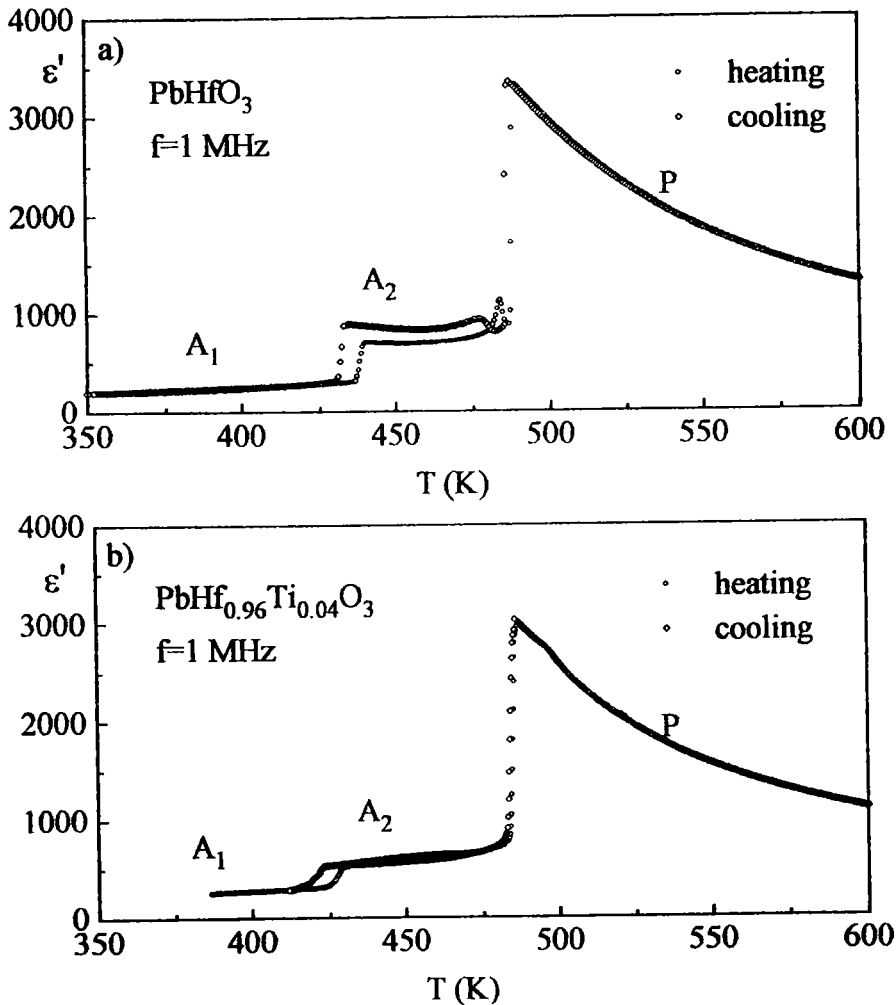 4000
a)
ε'
PbHfO3
heating
3000
f=1 MHz
cooling
P
2000
A2
1000
A1
0
350 400 450 500 550 600
T (K)
4000
b)
ε'
PbHf0.96Ti0.04O3
heating
3000
f=1 MHz
cooling
2000
P
A2
1000
A1
0
350 400 450 500 550 600
T (K)